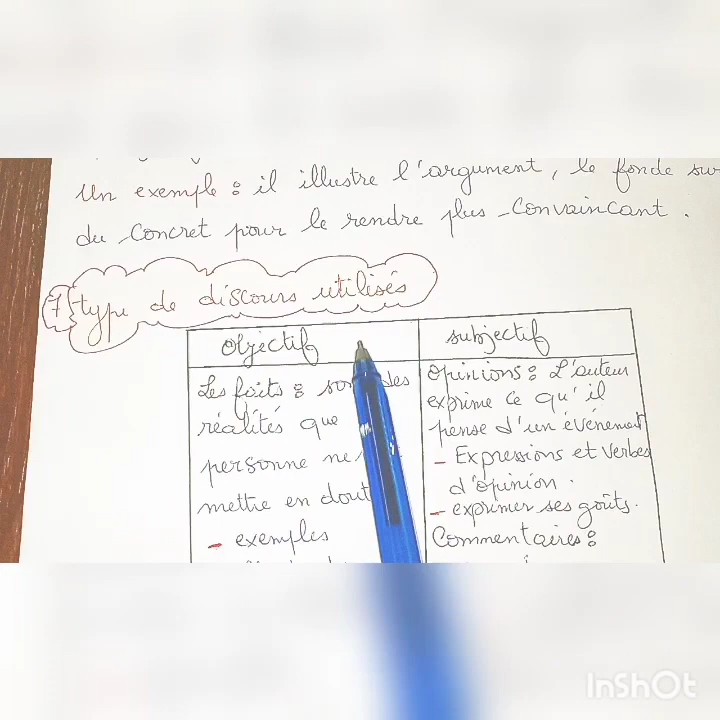 Un exemple : il illustre l'argument, le fonde sur
du concret pour le rendre plus convaincant.
7 type de discours utilisés
objectif
subjectif
Les faits : des
réalités que
personne ne
mettre en
- exemples
opinions : L'auteur
exprime ce qu'il
pense d'un événement
- Expressions et verbes
d'opinion.
- exprimer ses goûts.
Commentaires :
InShOt